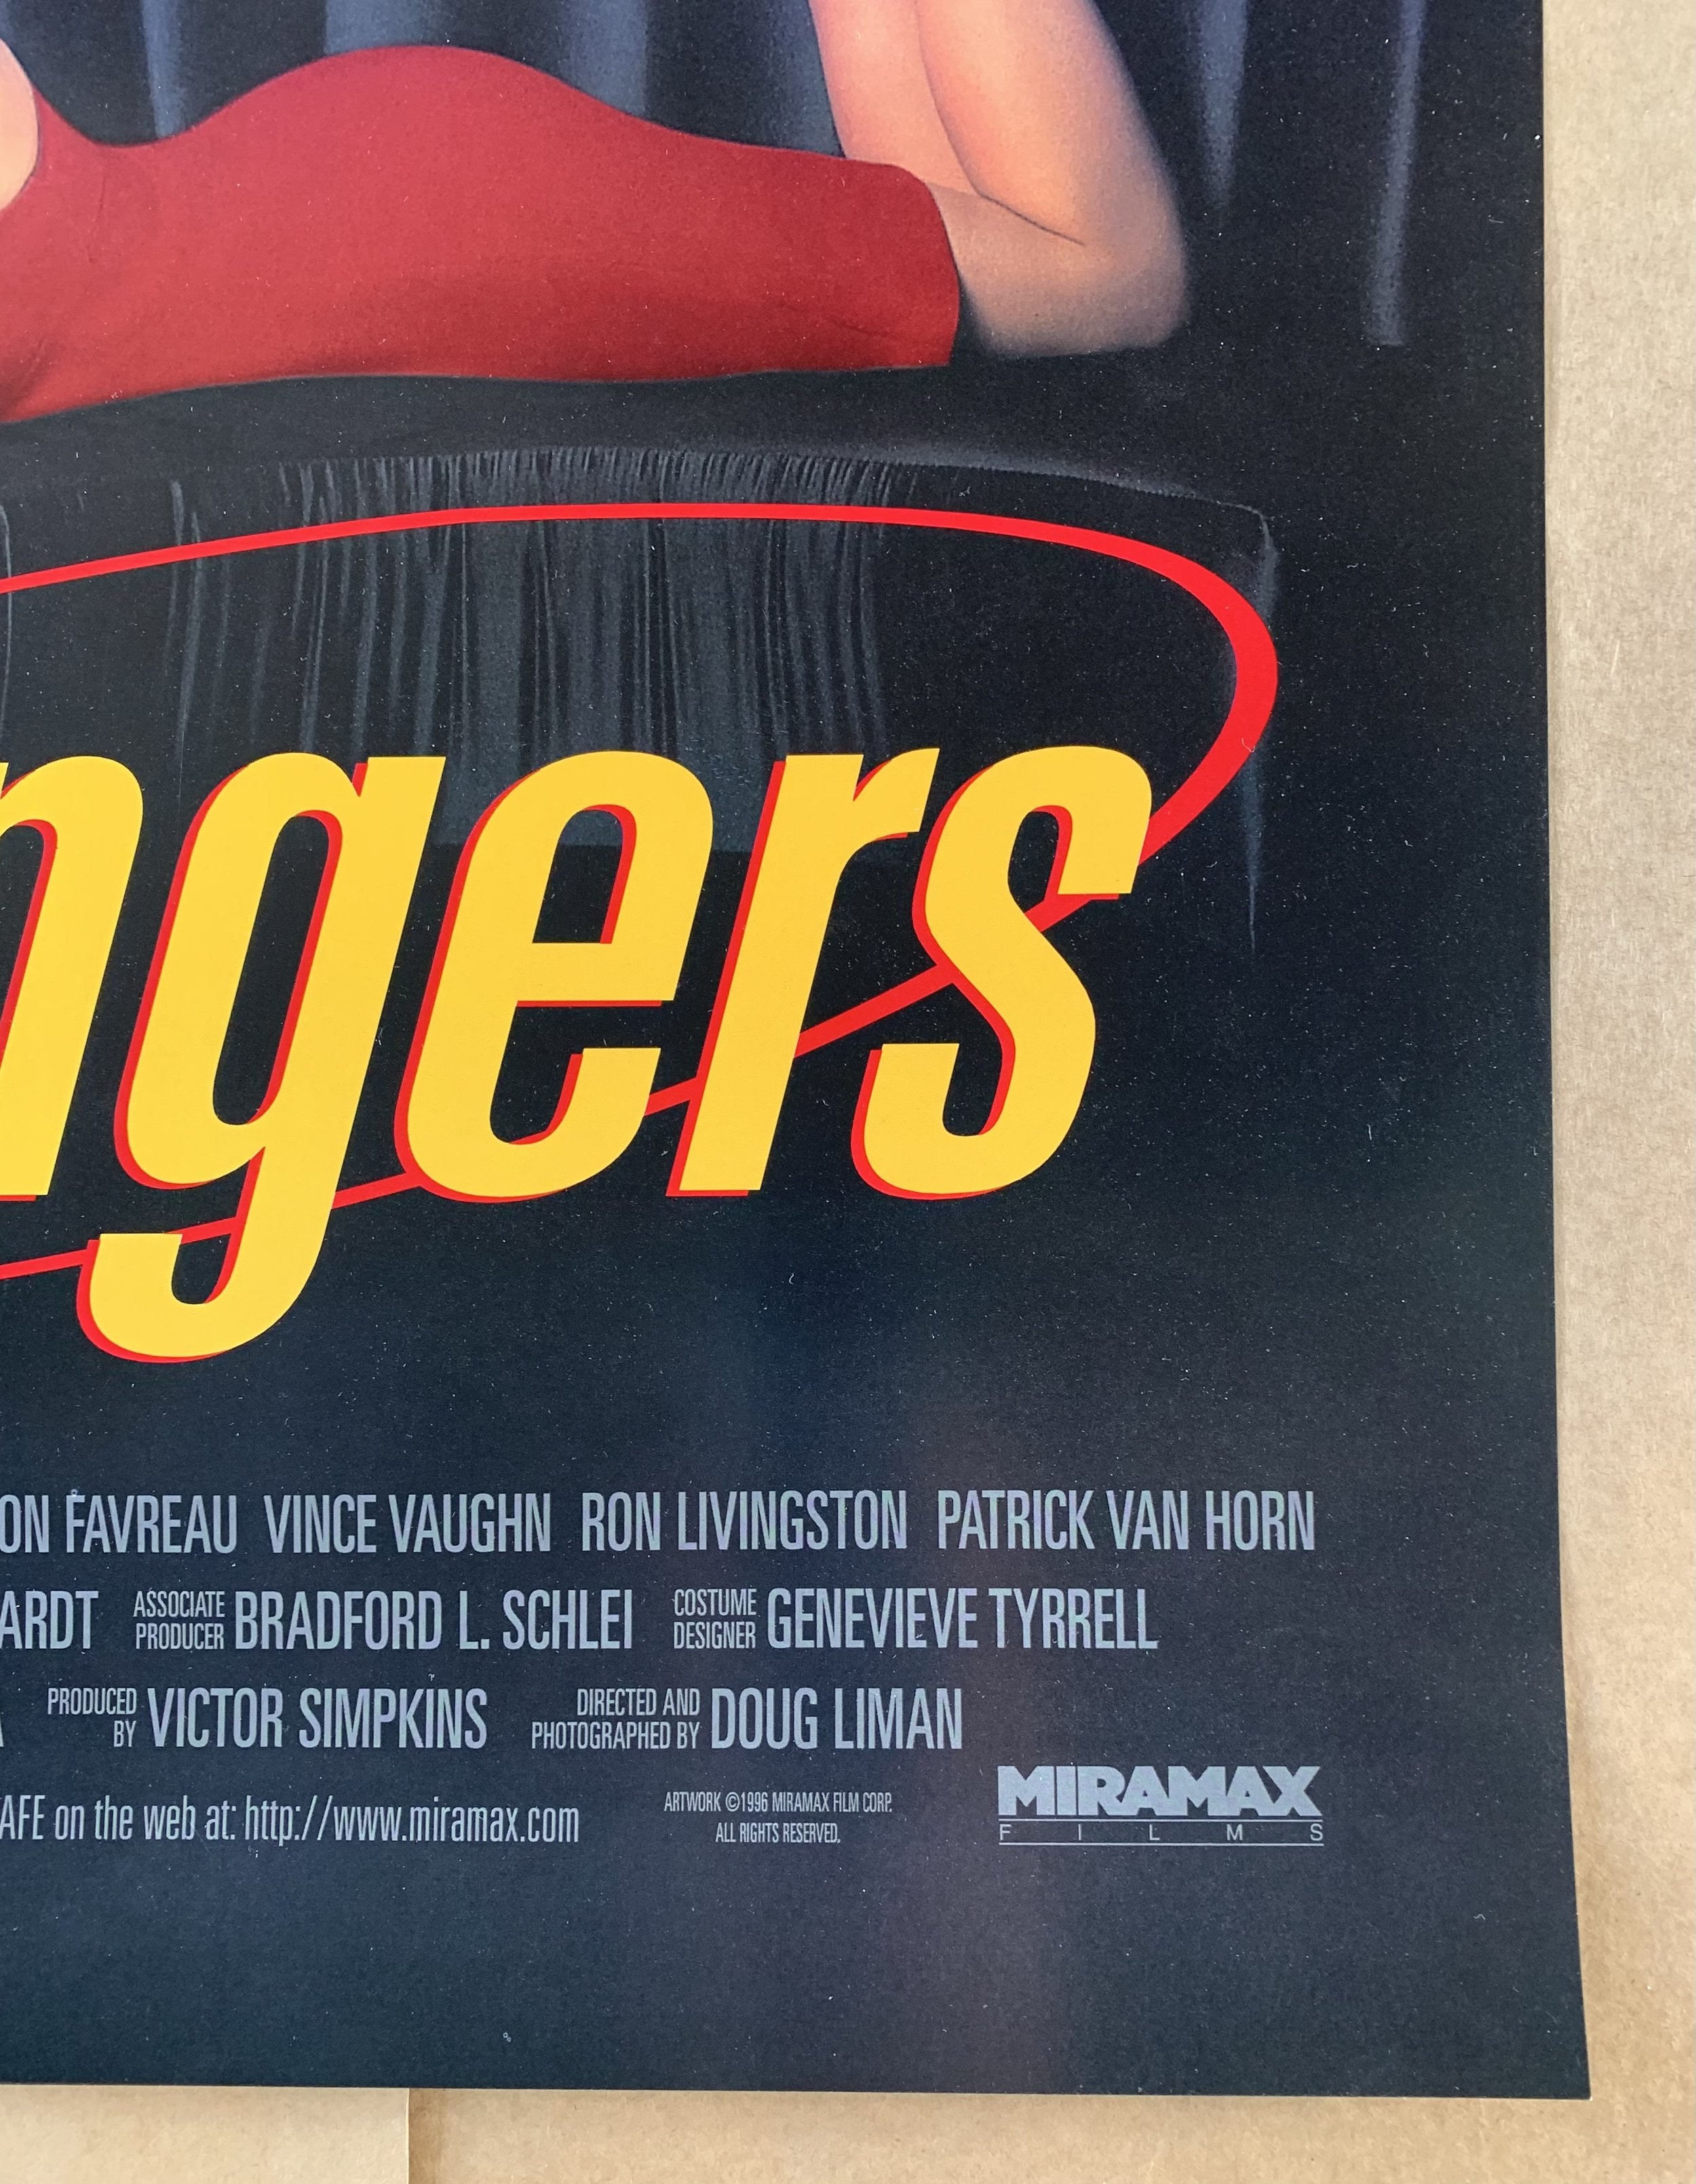 ngers
ON FAVREAU VINCE VAUGHN RON LIVINGSTON PATRICK VAN HORN
ARDT ASSOCIATE PRODUCER BRADFORD L. SCHLEI COSTUME DESIGNER GENEVIEVE TYRRELL
PRODUCED BY VICTOR SIMPKINS DIRECTED AND PHOTOGRAPHED BY DOUG LIMAN
AFE on the web at: http://www.miramax.com
ARTWORK ©1996 MIRAMAX FILM CORP.
ALL RIGHTS RESERVED.
MIRAMAX
FILMS